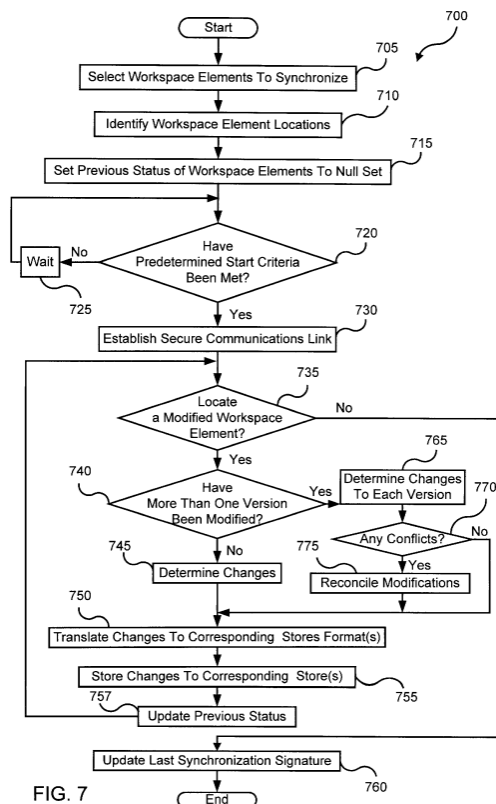 Start
700
705
Select Workspace Elements To Synchronize
710
Identify Workspace Element Locations
715
Set Previous Status of Workspace Elements To Null Set
720
Have
Predetermined Start Criteria
Been Met?
No
Wait
725
Yes
730
Establish Secure Communications Link
735
Locate
a Modified Workspace
Element?
No
Yes
740
Have
More Than One Version
Been Modified?
Yes
765
Determine Changes
To Each Version
770
Any Conflicts?
No
Yes
775
Reconcile Modifications
No
745
Determine Changes
750
Translate Changes To Corresponding Stores Format(s)
Store Changes To Corresponding Store(s)
755
757
Update Previous Status
Update Last Synchronization Signature
760
FIG. 7
End